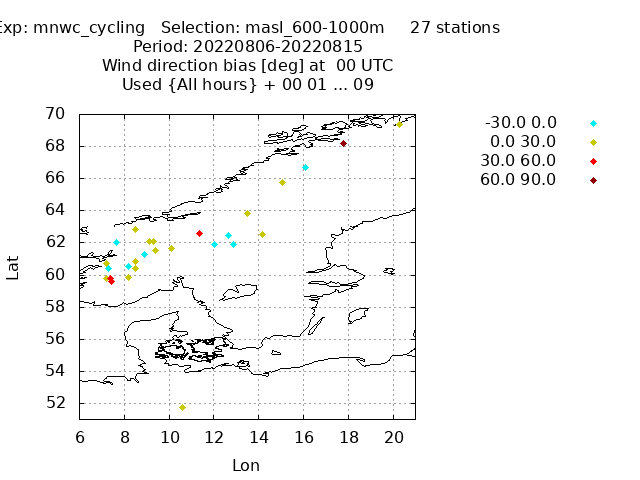 Exp: mnwc_cycling Selection: masl_600-1000m 27 stations
Period: 20220806-20220815
Wind direction bias [deg] at 00 UTC
Used {All hours} + 00 01 ... 09
-30.0 0.0
0.0 30.0
30.0 60.0
60.0 90.0
70
68
66
64
62
60
58
56
54
52
Lat
6 8 10 12 14 16 18 20
Lon